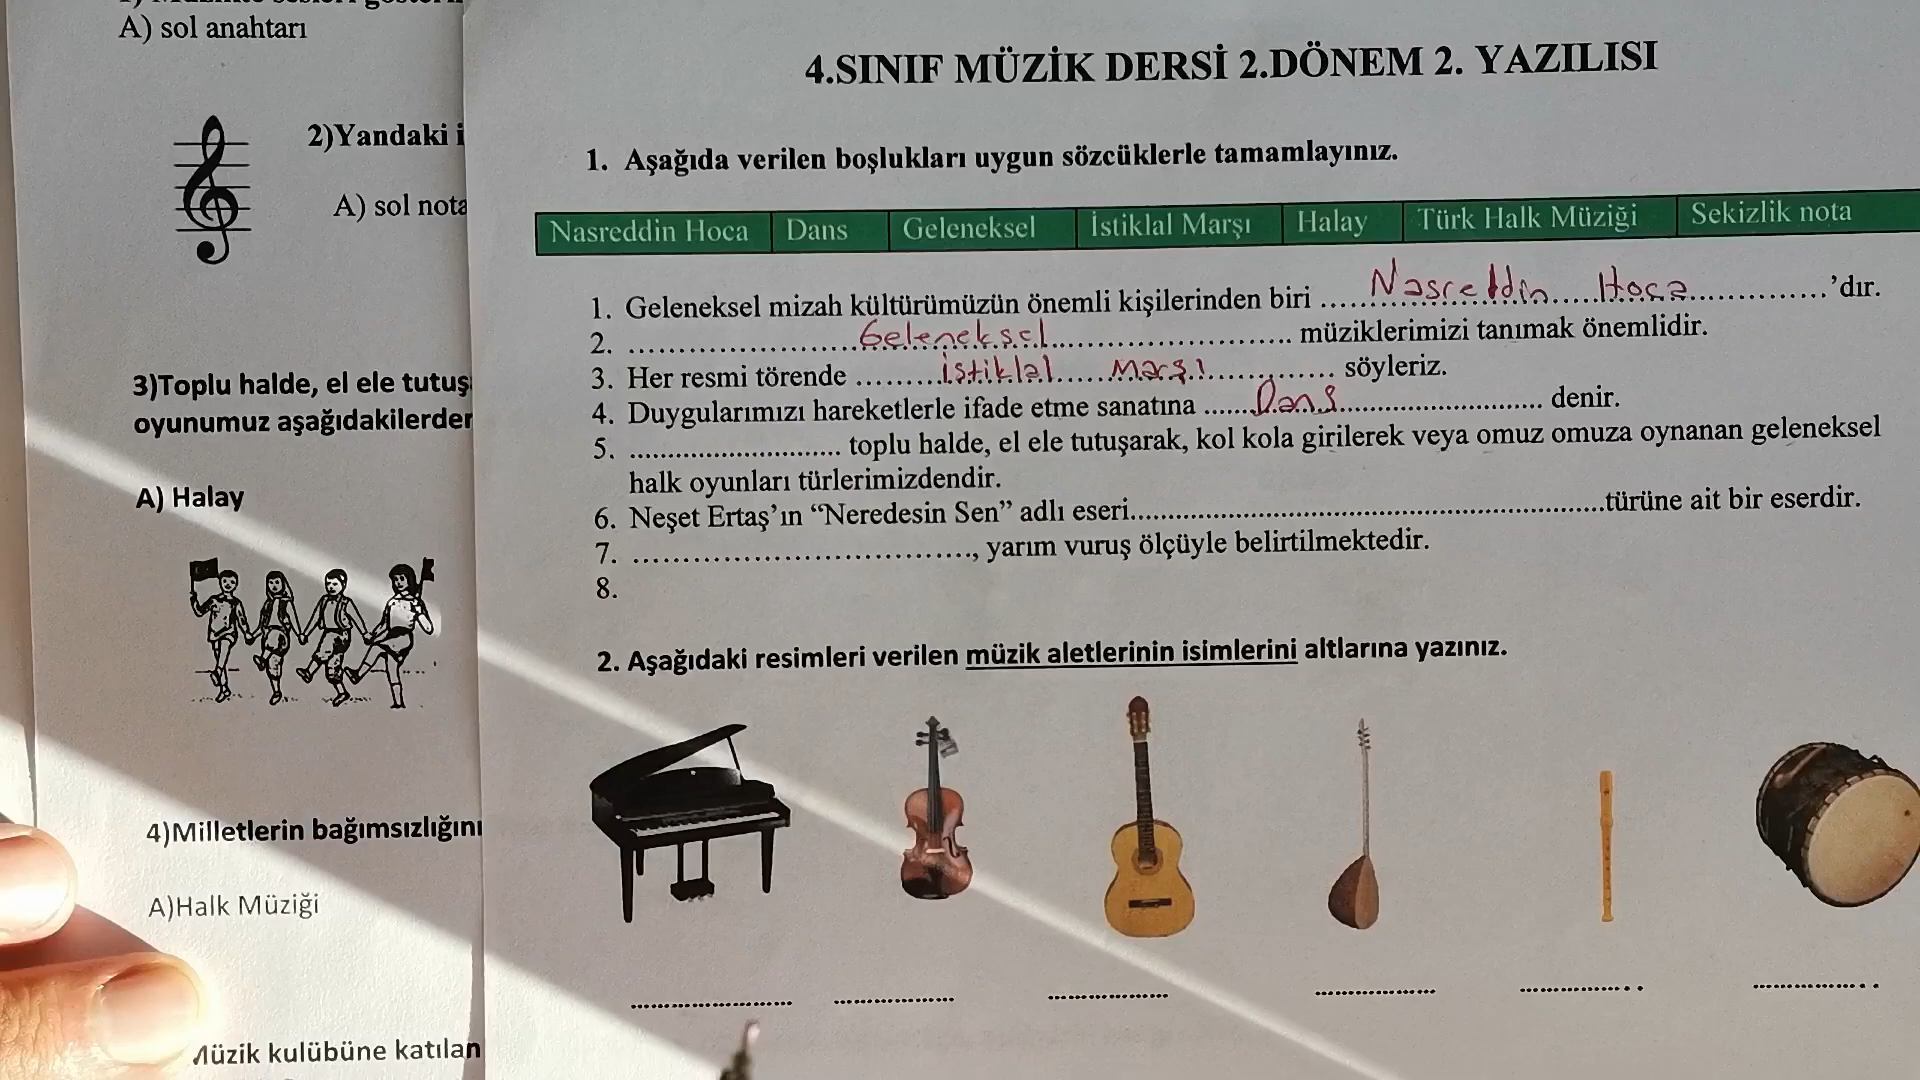 A) sol anahtarı
2)Yandaki i
A) sol nota
3)Toplu halde, el ele tutuş
oyunumuz aşağıdakilerder
A) Halay
4)Milletlerin bağımsızlığını
A)Halk Müziği
Müzik kulübüne katılan
4.SINIF MÜZİK DERSİ 2.DÖNEM 2. YAZILISI
1. Aşağıda verilen boşlukları uygun sözcüklerle tamamlayınız.
Nasreddin Hoca Dans Geleneksel İstiklal Marşı Halay Türk Halk Müziği Sekizlik nota
1. Geleneksel mizah kültürümüzün önemli kişilerinden biri ..... Nasreddin ..... Hoca ..............'dır.
2. ....................... Geleneksel ................................. müziklerimizi tanımak önemlidir.
3. Her resmi törende ......... İstiklal ..... Marşı ............. söyleriz.
4. Duygularımızı hareketlerle ifade etme sanatına ....... Dans ............................. denir.
5. ........................... toplu halde, el ele tutuşarak, kol kola girilerek veya omuz omuza oynanan geleneksel
halk oyunları türlerimizdendir.
6. Neşet Ertaş'ın “Neredesin Sen” adlı eseri.............................................................türüne ait bir eserdir.
7. ..................................., yarım vuruş ölçüyle belirtilmektedir.
8.
2. Aşağıdaki resimleri verilen müzik aletlerinin isimlerini altlarına yazınız.